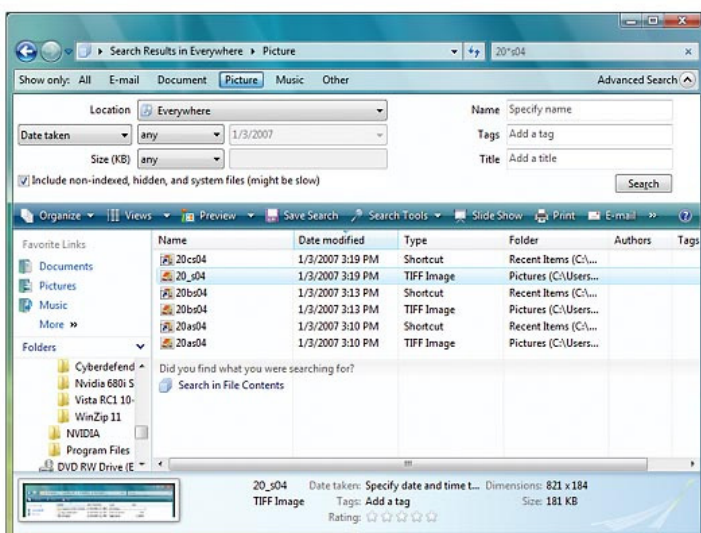 Search Results in Everywhere Picture 20*s04
Show only: All E-mail Document Picture Music Other Advanced Search
Location Everywhere Name Specify name
Date taken any 1/3/2007 Tags Add a tag
Size (KB) any Title Add a title
Include non-indexed, hidden, and system files (might be slow) Search
Organize Views Preview Save Search Search Tools Slide Show Print E-mail » ?
Favorite Links Name Date modified Type Folder Authors Tags
Documents 20cs04 1/3/2007 3:19 PM Shortcut Recent Items (C:\...
20_s04 1/3/2007 3:19 PM TIFF Image Pictures (C:\Users...
Pictures 20bs04 1/3/2007 3:13 PM Shortcut Recent Items (C:\...
Music 20bs04 1/3/2007 3:13 PM TIFF Image Pictures (C:\Users...
More » 20as04 1/3/2007 3:10 PM Shortcut Recent Items (C:\...
Folders 20as04 1/3/2007 3:10 PM TIFF Image Pictures (C:\Users...
Cyberdefend Did you find what you were searching for?
Nvidia 680i S Search in File Contents
Vista RC1 10-
WinZip 11
NVIDIA
Program Files
DVD RW Drive (E
20_s04 Date taken: Specify date and time t... Dimensions: 821 x 184
TIFF Image Tags: Add a tag Size: 181 KB
Rating: